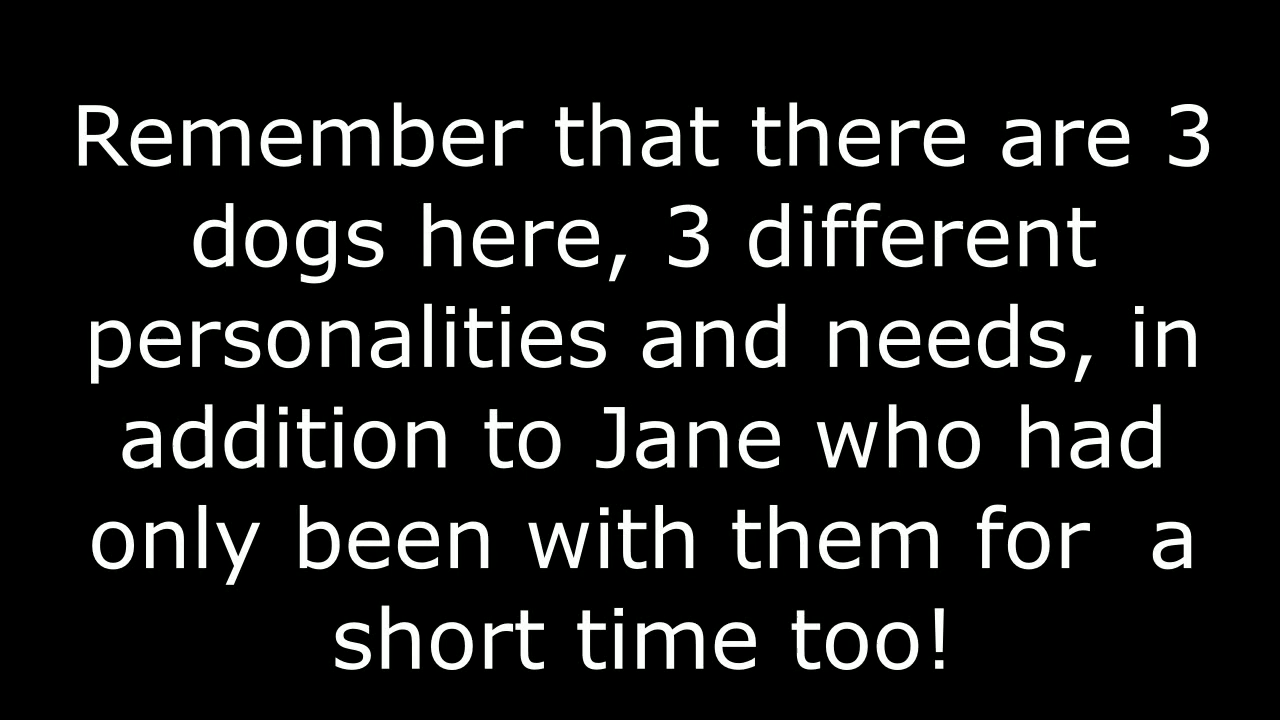 Remember that there are 3
dogs here, 3 different
personalities and needs, in
addition to Jane who had
only been with them for  a
short time too!